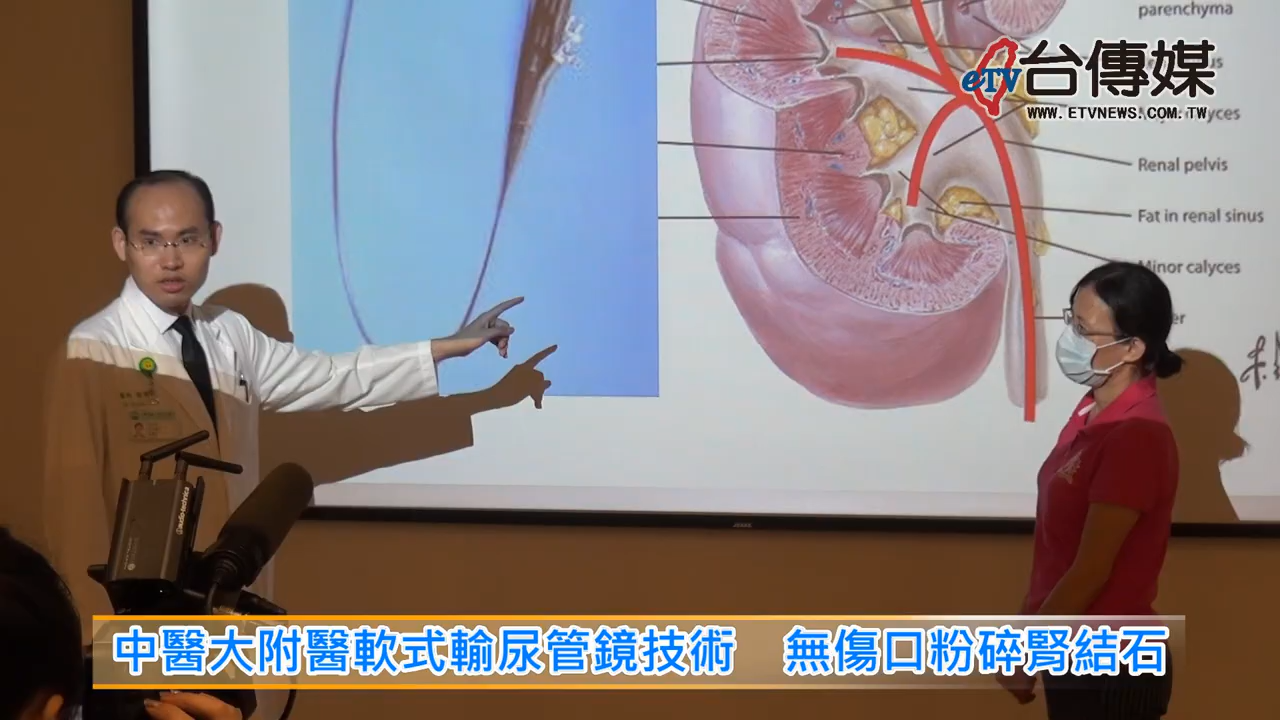 parenchyma
eTV台傳媒
WWW.ETVNEWS.COM.TW
calyces
Renal pelvis
Fat in renal sinus
Minor calyces
audio-technica
中醫大附醫軟式輸尿管鏡技術 無傷口粉碎腎結石